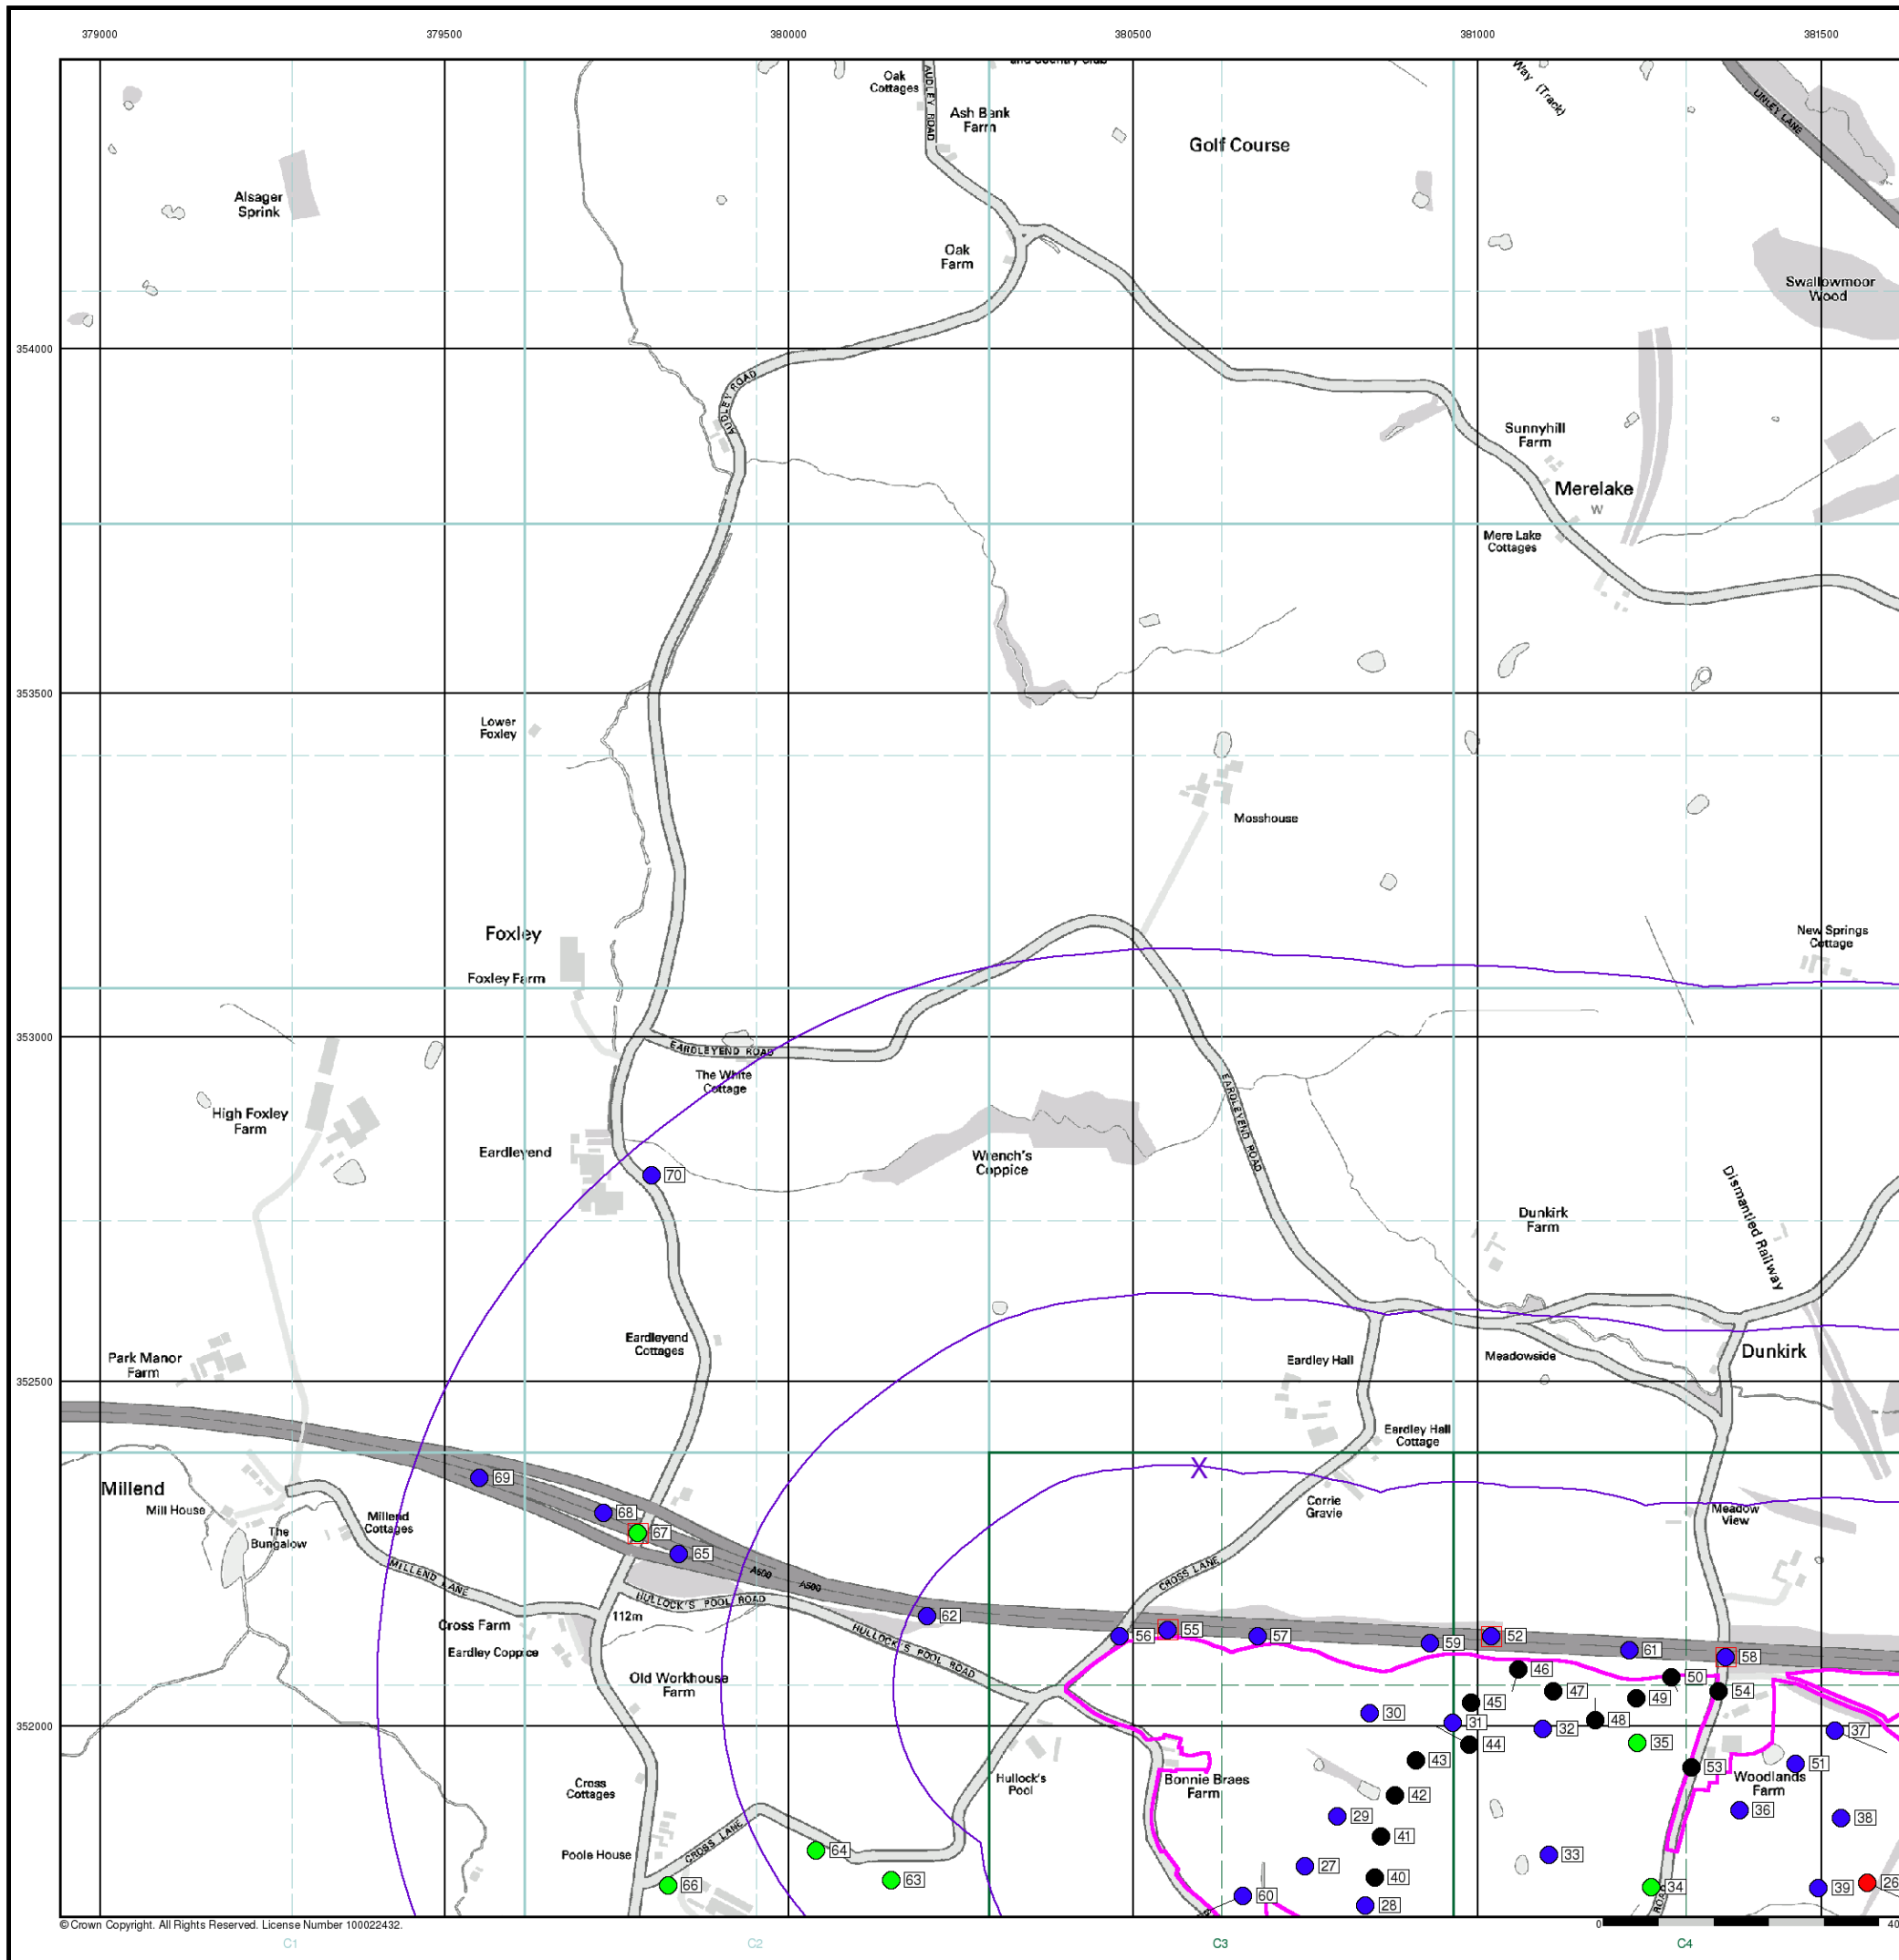 379000
379500
380000
380500
381000
381500
and Country Club
Oak
Cottages
AUDLEY ROAD
Ash Bank
Farm
Golf Course
Way (Track)
LINLEY LANE
Alsager
Sprink
Oak
Farm
Swallowmoor
Wood
354000
AUDLEY ROAD
Sunnyhill
Farm
Merelake
W
Mere Lake
Cottages
353500
Lower
Foxley
Mosshouse
Foxley
Foxley Farm
New Springs
Cottage
353000
EARDLEYEND ROAD
The White
Cottage
EARDLEYEND ROAD
High Foxley
Farm
Eardleyend
Wrench's
Coppice
70
Dunkirk
Farm
Dismantled Railway
Eardleyend
Cottages
Park Manor
Farm
Eardley Hall
Meadowside
Dunkirk
352500
Eardley Hall
Cottage
X
Millend
Mill House
The
Bungalow
Millend
Cottages
69
68
67
65
Corrie
Gravie
Meadow
View
MILLEND LANE
A500
A500
CROSS LANE
HULLOCK'S POOL ROAD
112m
Cross Farm
Eardley Coppice
62
HULLOCK'S POOL ROAD
56
55
57
59
52
61
58
Old Workhouse
Farm
46
50
47
49
54
45
352000
30
31
32
48
37
44
35
43
53
51
Hullock's
Pool
Bonnie Braes
Farm
Woodlands
Farm
Cross
Cottages
42
36
29
38
41
CROSS LANE
64
Poole House
33
27
40
63
66
34
39
26
60
28
ROAD
© Crown Copyright. All Rights Reserved. License Number 100022432.
0
40
C1
C2
C3
C4